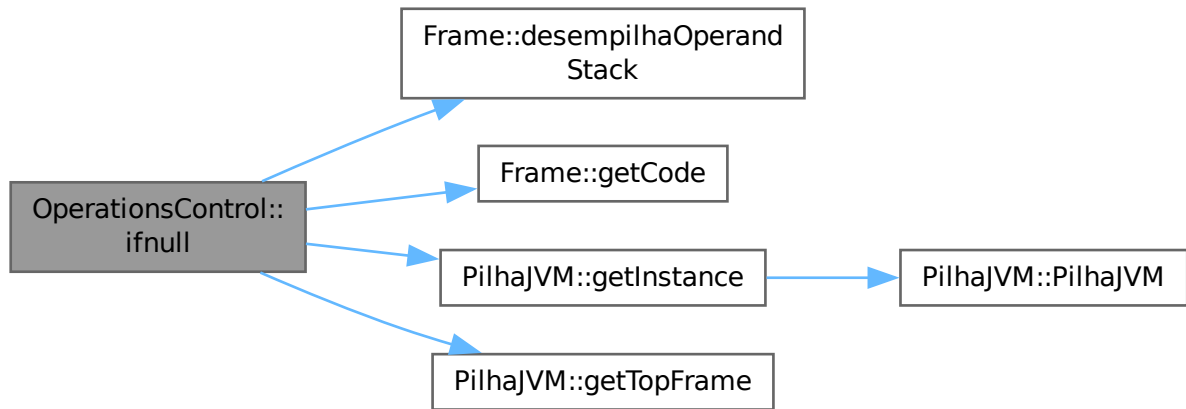 Frame::desempilhaOperand
Stack
OperationsControl::
ifnull
Frame::getCode
PilhaJVM::getInstance
PilhaJVM::PilhaJVM
PilhaJVM::getTopFrame